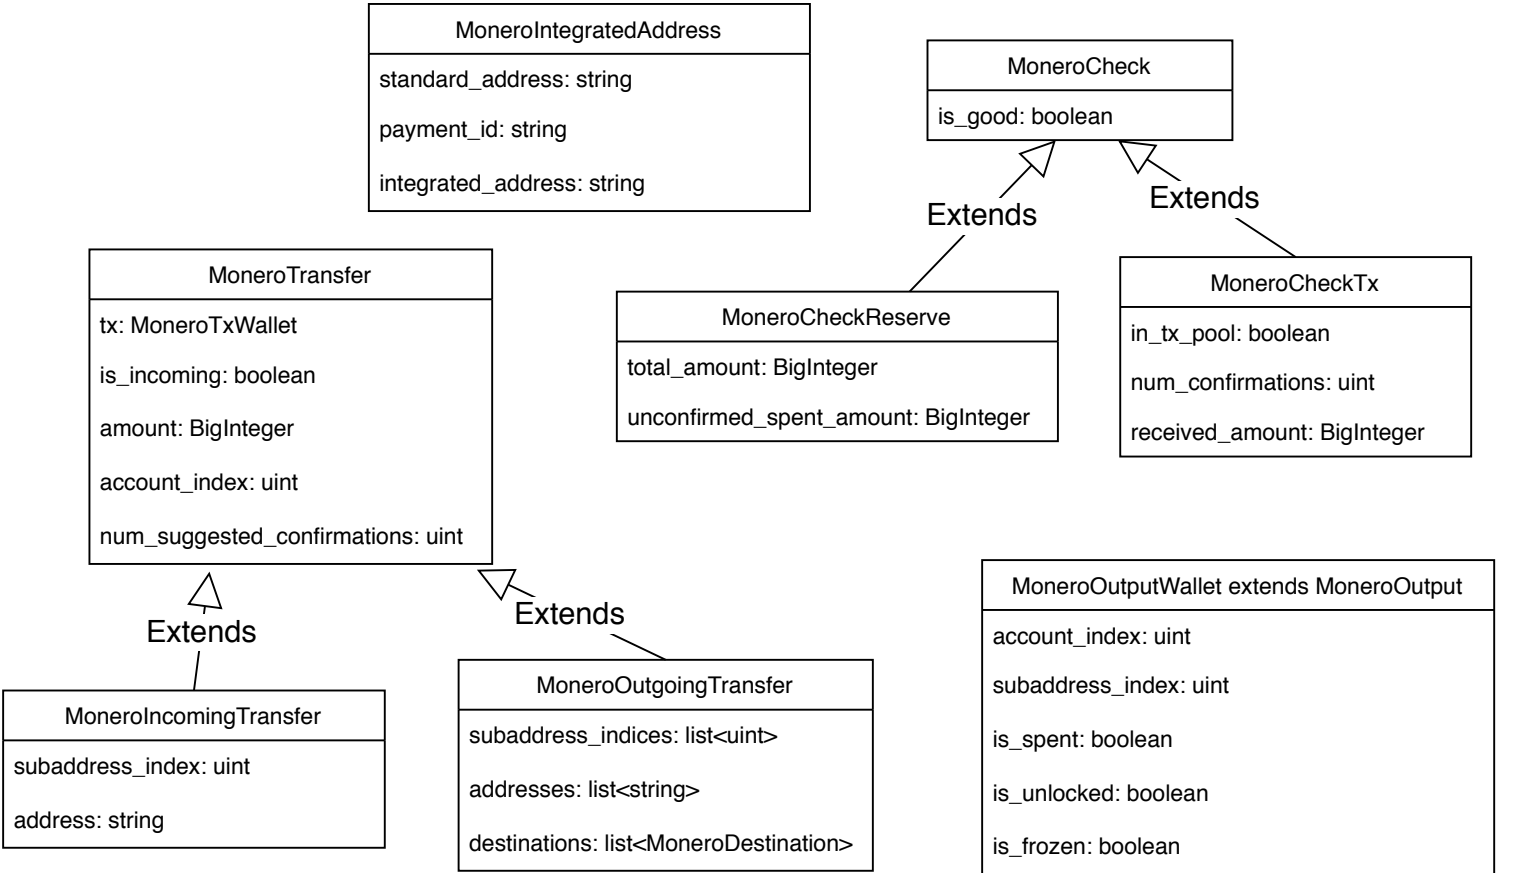 MoneroIntegratedAddress
standard_address: string
payment_id: string
integrated_address: string
MoneroCheck
is_good: boolean
Extends
Extends
MoneroTransfer
tx: MoneroTxWallet
is_incoming: boolean
amount: BigInteger
account_index: uint
num_suggested_confirmations: uint
MoneroCheckReserve
total_amount: BigInteger
unconfirmed_spent_amount: BigInteger
MoneroCheckTx
in_tx_pool: boolean
num_confirmations: uint
received_amount: BigInteger
Extends
Extends
MoneroIncomingTransfer
subaddress_index: uint
address: string
MoneroOutgoingTransfer
subaddress_indices: list<uint>
addresses: list<string>
destinations: list<MoneroDestination>
MoneroOutputWallet extends MoneroOutput
account_index: uint
subaddress_index: uint
is_spent: boolean
is_unlocked: boolean
is_frozen: boolean